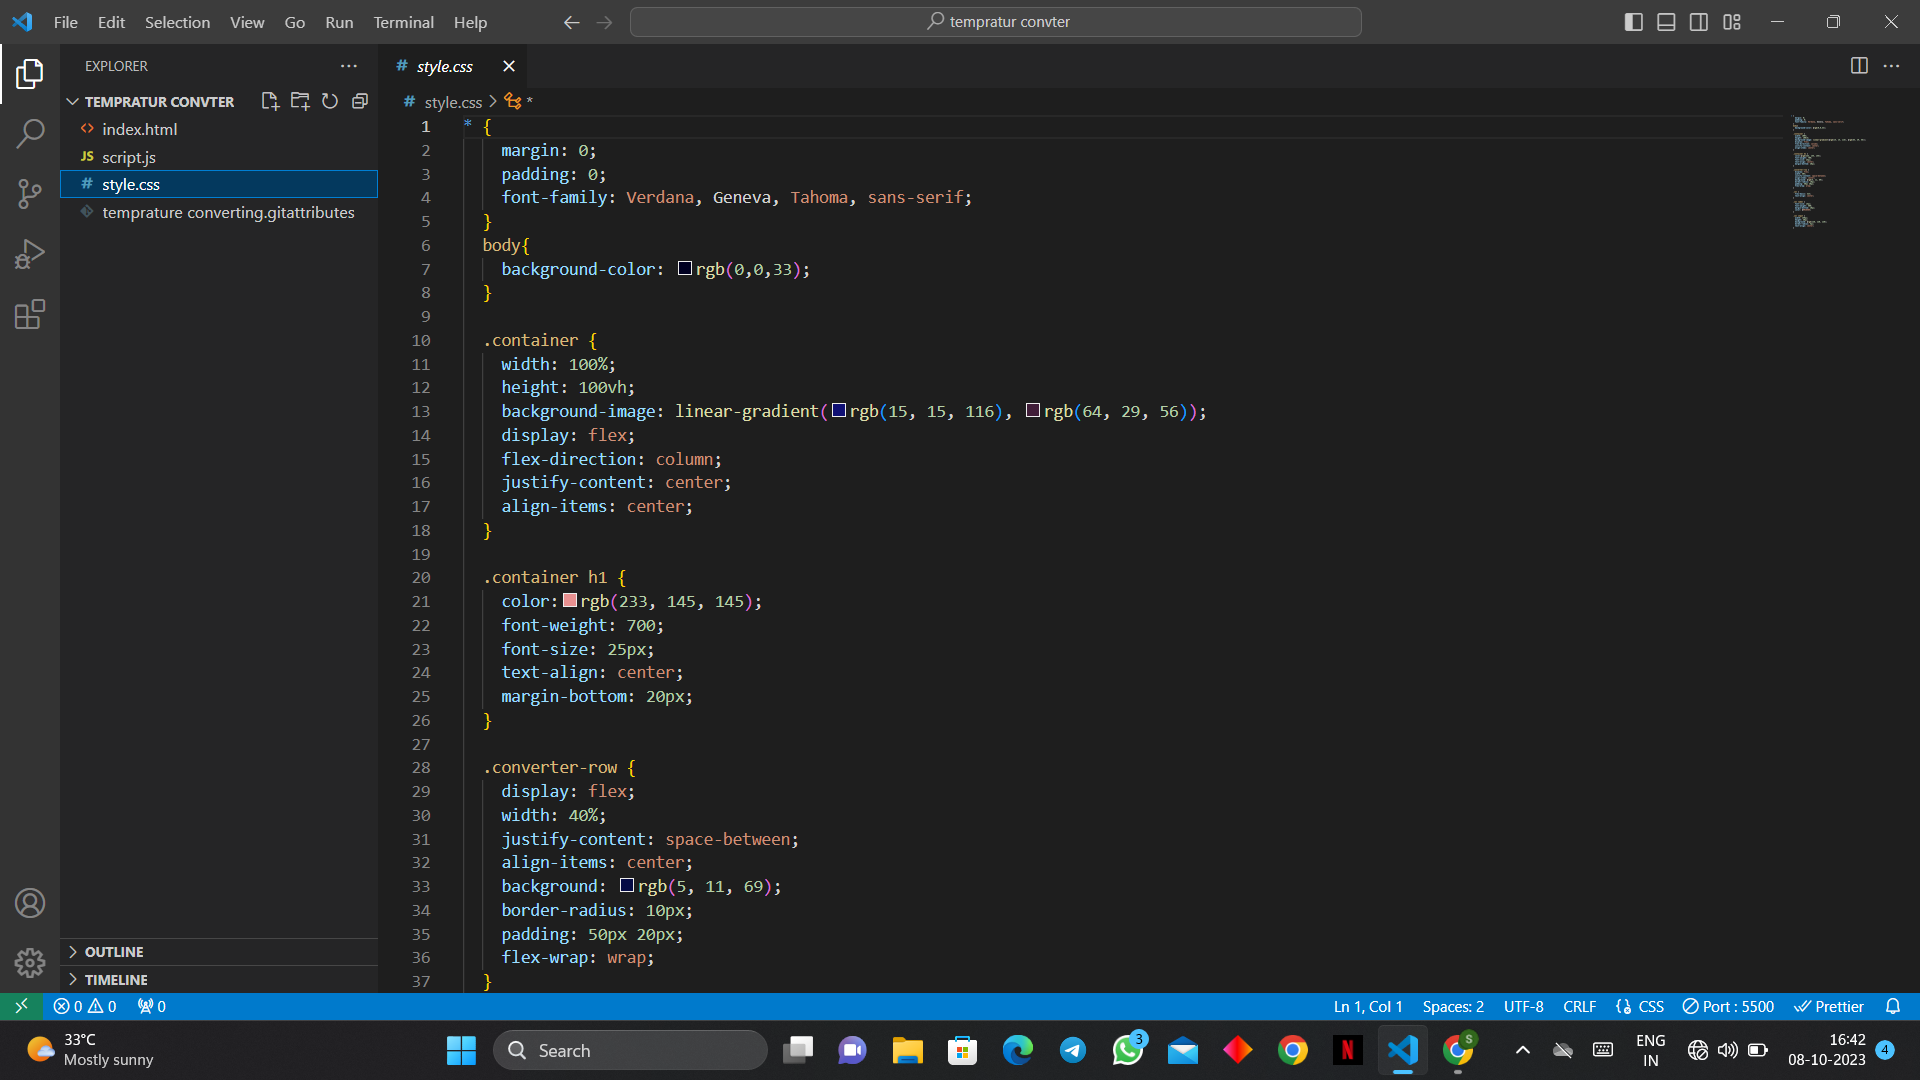 File Edit Selection View Go Run Terminal Help
tempratur convter
EXPLORER
style.css
TEMPRATUR CONVTER
index.html
JS script.js
# style.css
temprature converting.gitattributes
OUTLINE
TIMELINE
# style.css
# style.css > *
1 * {
2 margin: 0;
3 padding: 0;
4 font-family: Verdana, Geneva, Tahoma, sans-serif;
5 }
6 body{
7 background-color: rgb(0,0,33);
8 }
9
10 .container {
11 width: 100%;
12 height: 100vh;
13 background-image: linear-gradient(rgb(15, 15, 116), rgb(64, 29, 56));
14 display: flex;
15 flex-direction: column;
16 justify-content: center;
17 align-items: center;
18 }
19
20 .container h1 {
21 color:rgb(233, 145, 145);
22 font-weight: 700;
23 font-size: 25px;
24 text-align: center;
25 margin-bottom: 20px;
26 }
27
28 .converter-row {
29 display: flex;
30 width: 40%;
31 justify-content: space-between;
32 align-items: center;
33 background: rgb(5, 11, 69);
34 border-radius: 10px;
35 padding: 50px 20px;
36 flex-wrap: wrap;
37 }
0 0 0 Ln 1, Col 1 Spaces: 2 UTF-8 CRLF CSS Port : 5500 Prettier
33°C
Mostly sunny
Search
3
N
S
ENG
IN
16:42
08-10-2023
4